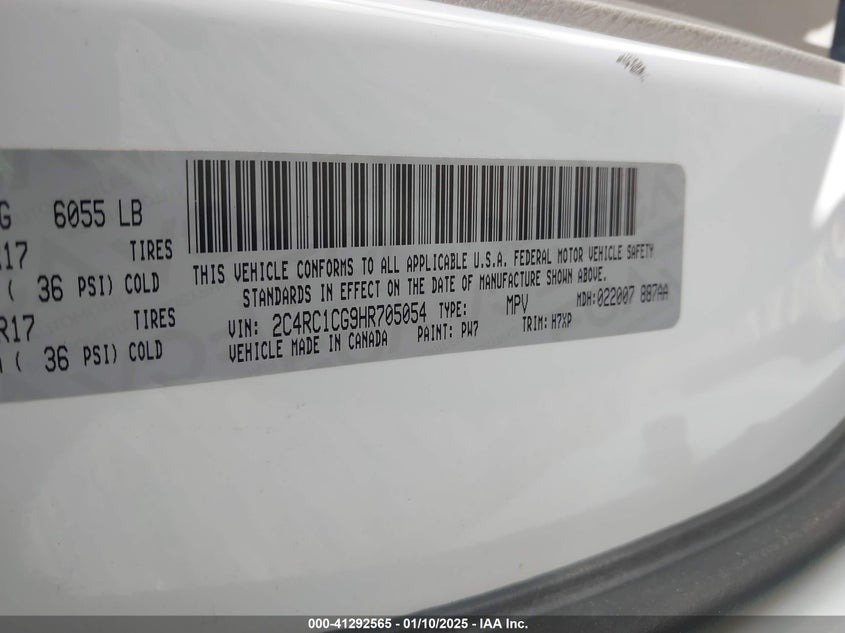 G 6055 LB
R17 TIRES
( 36 PSI) COLD
R17 TIRES
( 36 PSI) COLD
THIS VEHICLE CONFORMS TO ALL APPLICABLE U.S.A. FEDERAL MOTOR VEHICLE SAFETY
STANDARDS IN EFFECT ON THE DATE OF MANUFACTURE SHOWN ABOVE.
VIN: 2C4RC1CG9HR705054 TYPE: MPV MDH:022007 887AA
VEHICLE MADE IN CANADA PAINT: PW7 TRIM: H7XP
000-41292565 - 01/10/2025 - IAA Inc.